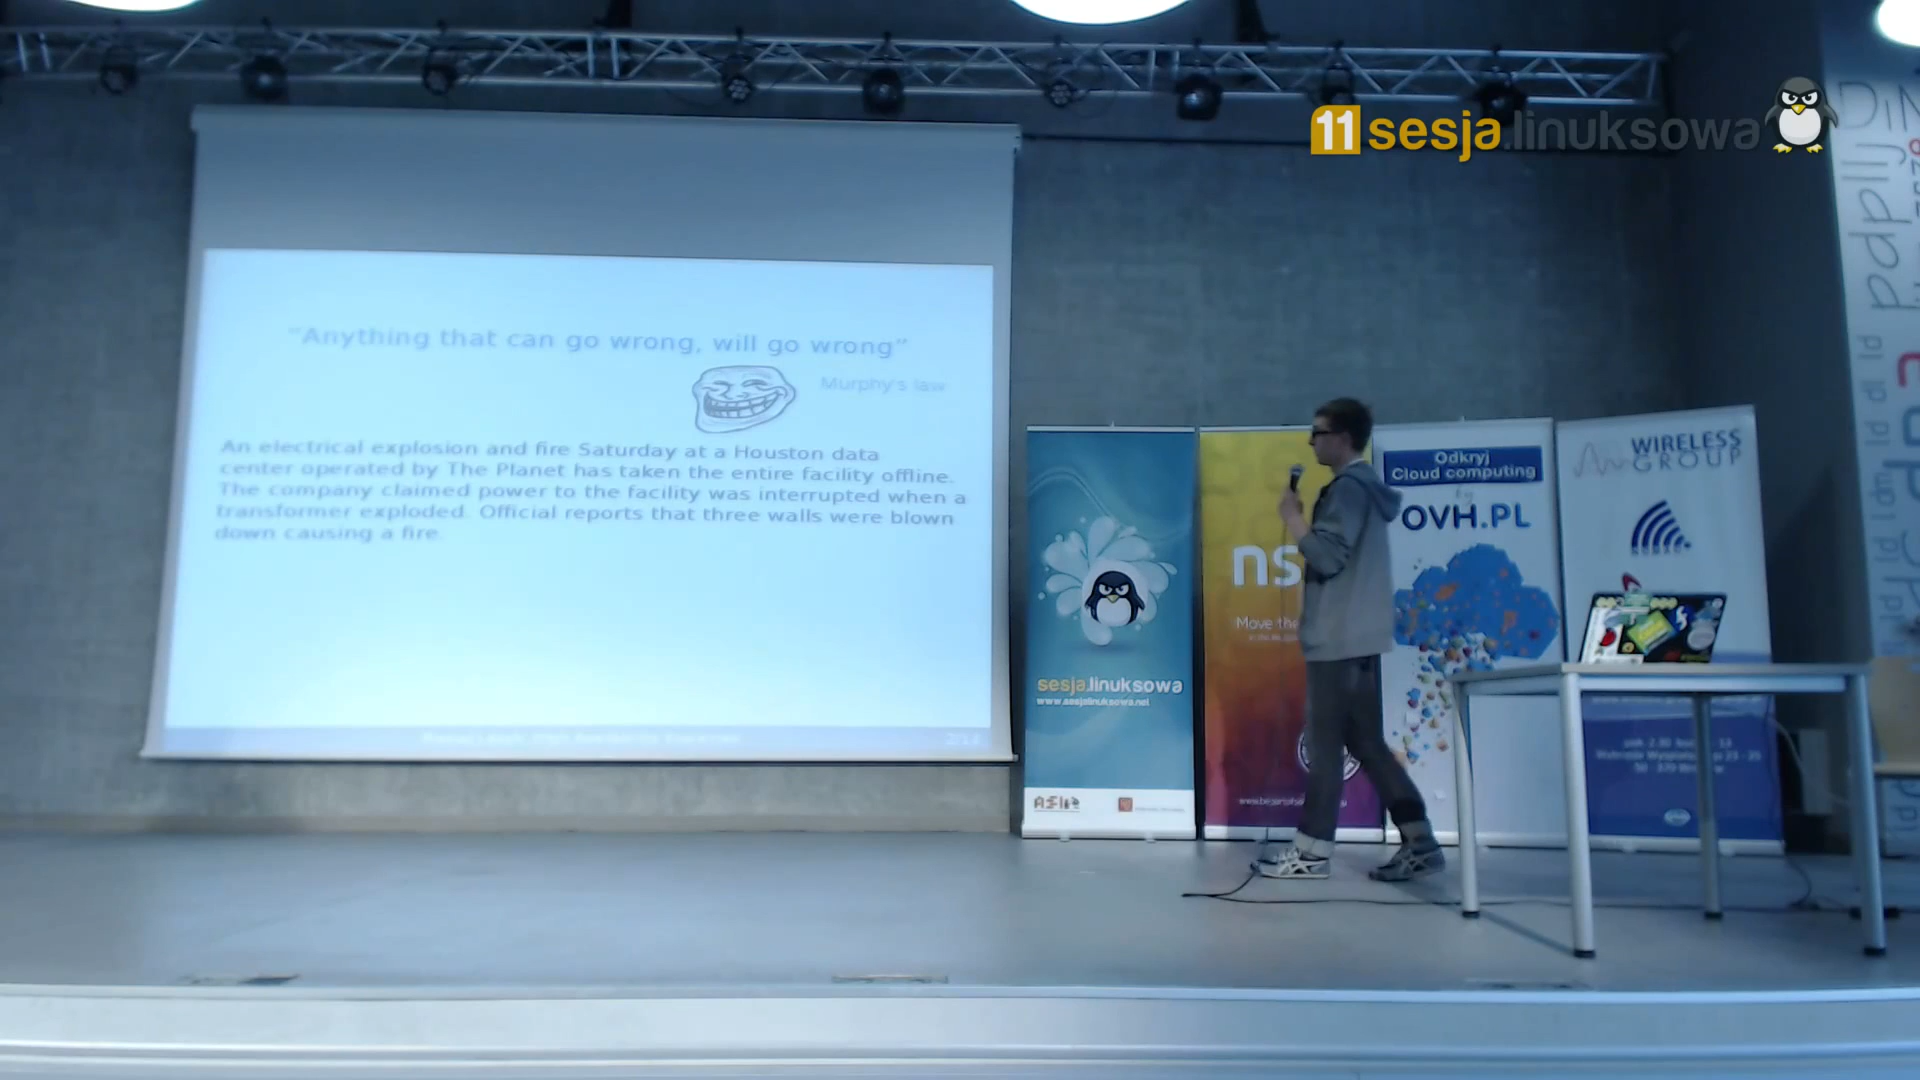 11 sesja.linuksowa
"Anything that can go wrong, will go wrong"
Murphy's law
An electrical explosion and fire Saturday at a Houston data
center operated by The Planet has taken the entire facility offline.
The company claimed power to the facility was interrupted when a
transformer exploded. Official reports that three walls were blown
down causing a fire.
sesja.linuksowa
www.sesjalinuksowa.net
ns
Move the
Odkryj
Cloud computing
by
OVH.PL
WIRELESS
GROUP